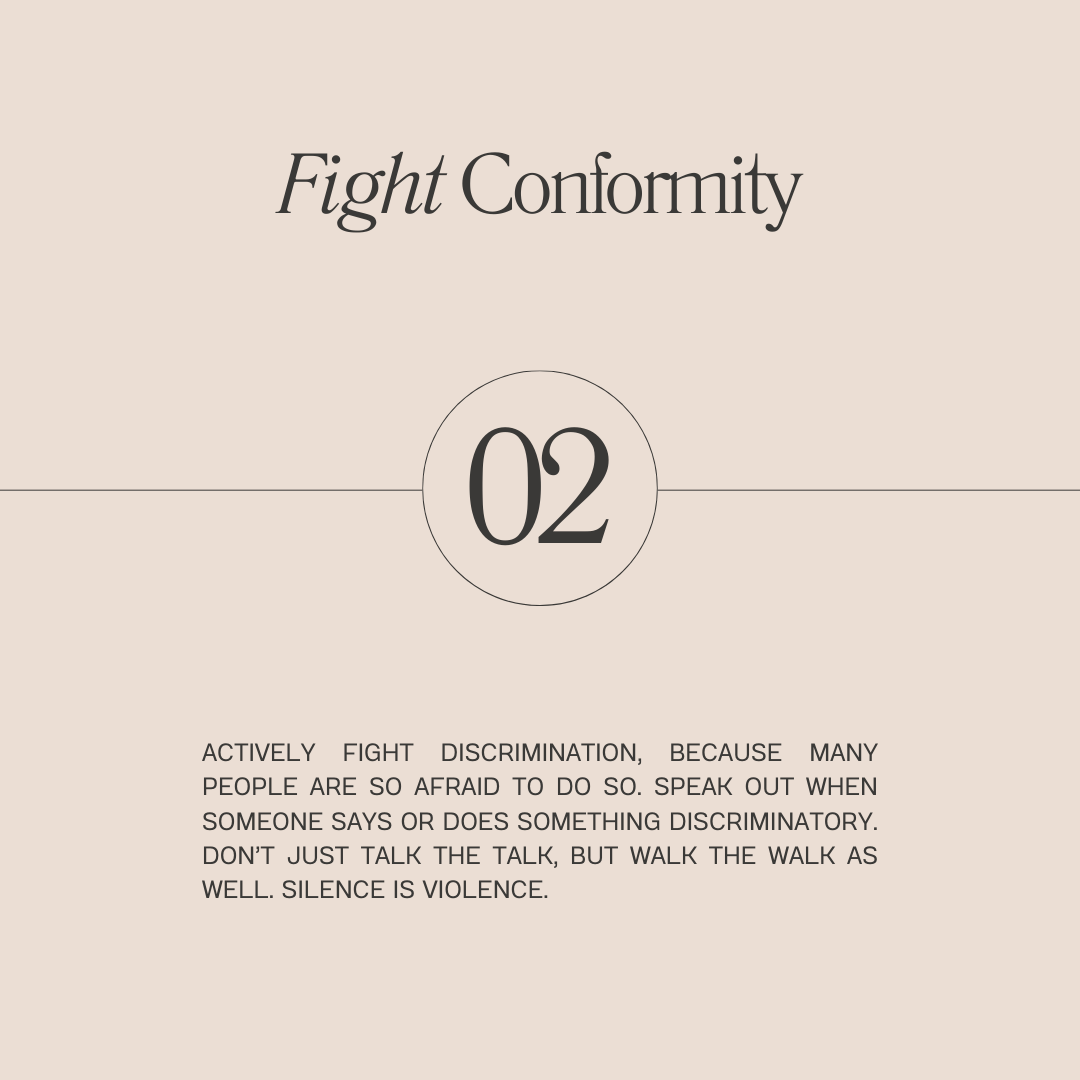 Fight Conformity
02
ACTIVELY FIGHT DISCRIMINATION, BECAUSE MANY
PEOPLE ARE SO AFRAID TO DO SO. SPEAK OUT WHEN
SOMEONE SAYS OR DOES SOMETHING DISCRIMINATORY.
DON’T JUST TALK THE TALK, BUT WALK THE WALK AS
WELL. SILENCE IS VIOLENCE.